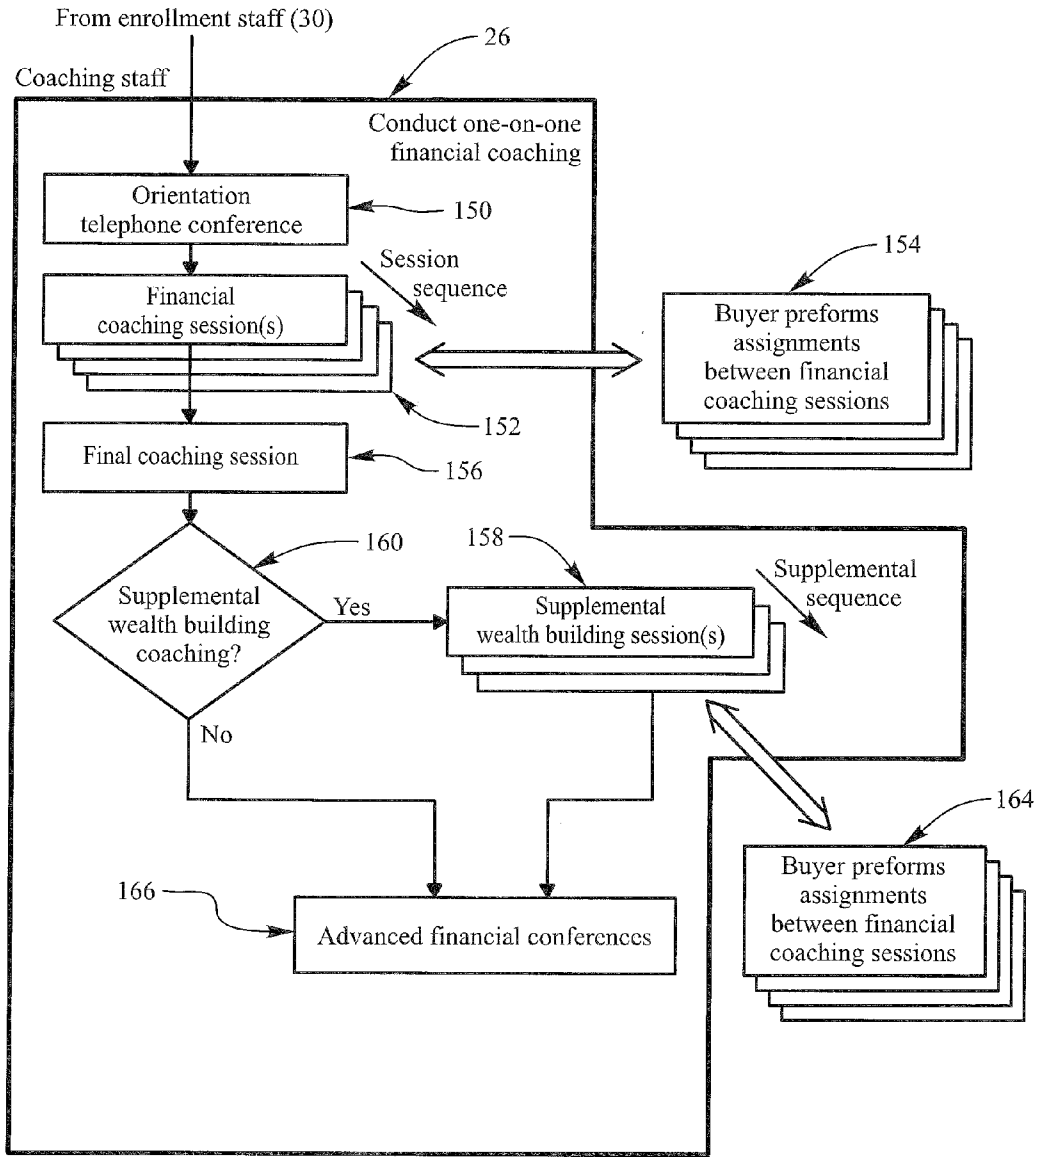 From enrollment staff (30)
26
Coaching staff
Conduct one-on-one
financial coaching
Orientation
telephone conference
150
Session
sequence
154
Financial
coaching session(s)
Buyer preforms
assignments
between financial
coaching sessions
152
Final coaching session
156
160
158
Supplemental
sequence
Supplemental
wealth building
coaching?
Yes
Supplemental
wealth building session(s)
No
164
Buyer preforms
assignments
between financial
coaching sessions
166
Advanced financial conferences